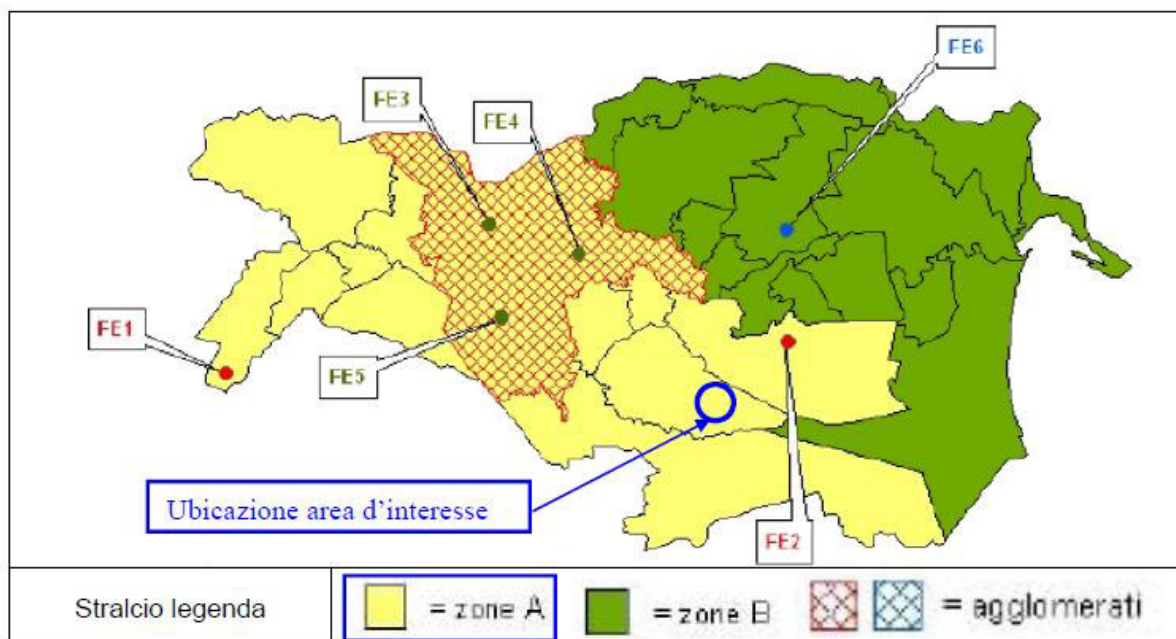 FE6
FE3
FE4
FE1
FE5
Ubicazione area d'interesse
FE2
Stralcio legenda
= zone A
= zone B
= agglomerati